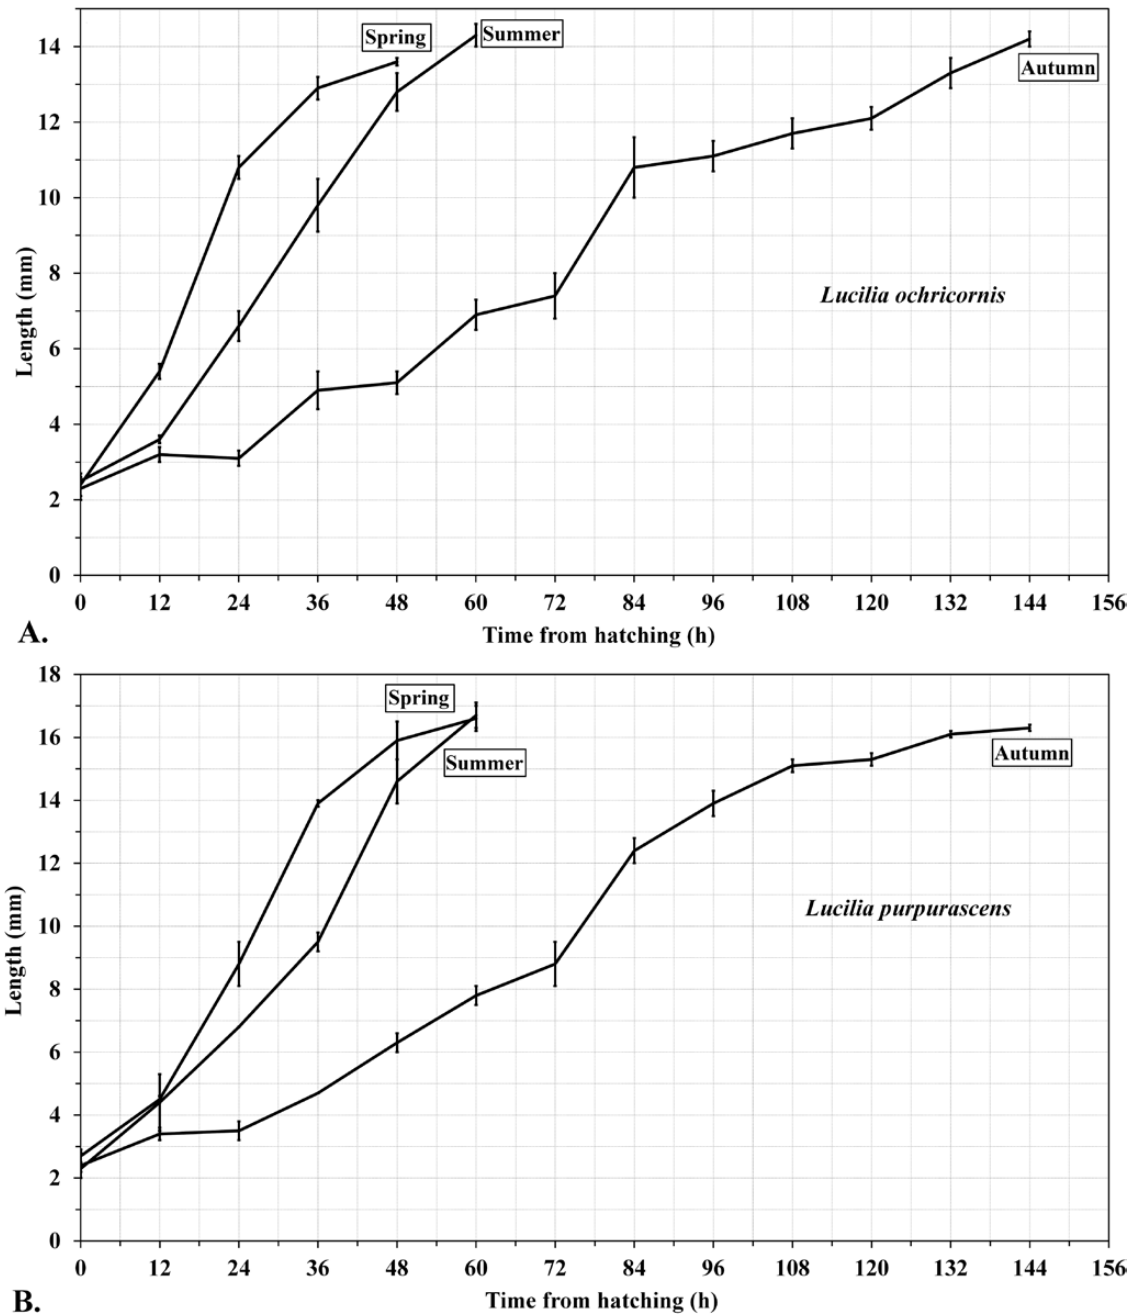 14
12
10
8
6
4
2
0
Length (mm)
Spring
Summer
Autumn
Lucilia ochricornis
0 12 24 36 48 60 72 84 96 108 120 132 144 156
Time from hatching (h)
A.
18
16
14
12
10
8
6
4
2
0
Length (mm)
Spring
Summer
Autumn
Lucilia purpurascens
0 12 24 36 48 60 72 84 96 108 120 132 144 156
Time from hatching (h)
B.